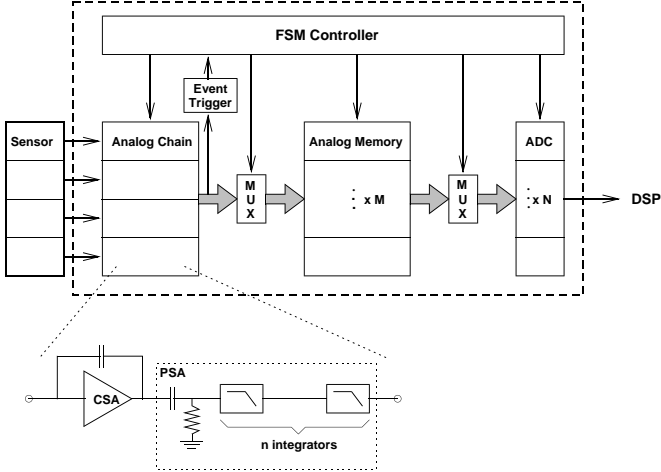 FSM Controller
Event
Trigger
Sensor
Analog Chain
Analog Memory
ADC
M
U
X
M
U
X
x M
x N
DSP
PSA
CSA
n integrators